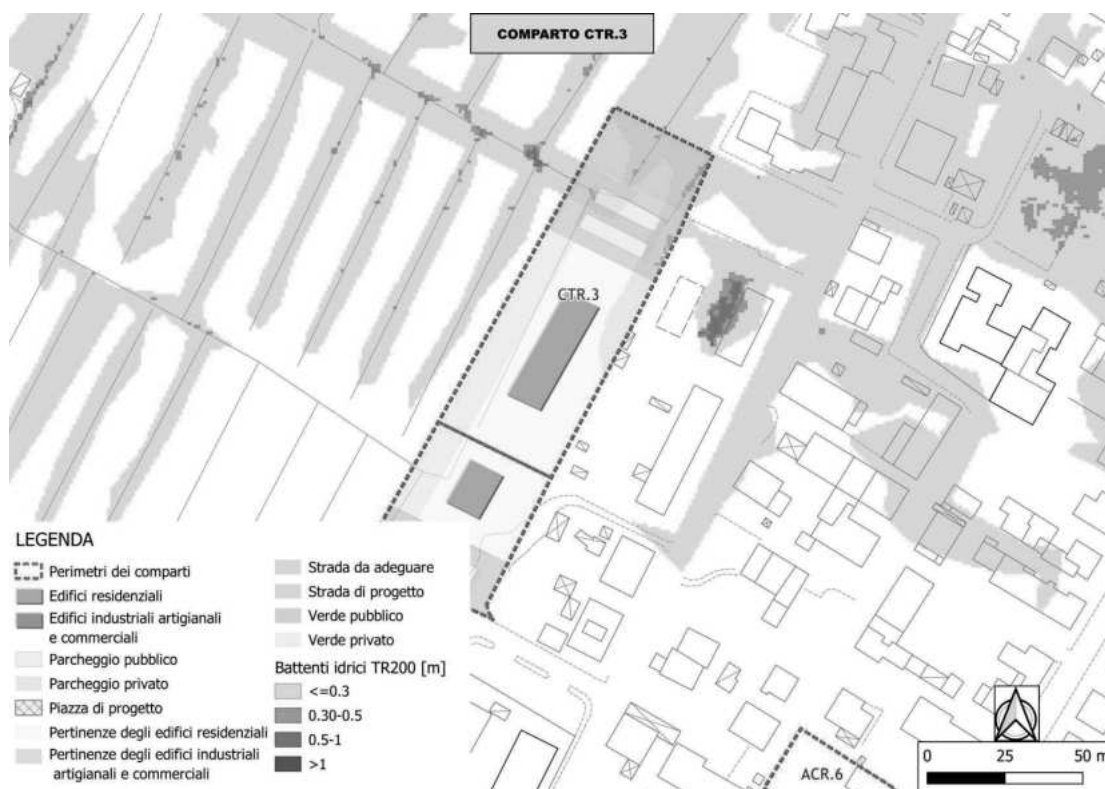 COMPARTO CTR.3
CTR.3
LEGENDA
Perimetri dei comparti
Edifici residenziali
Edifici industriali artigianali
e commerciali
Parcheggio pubblico
Parcheggio privato
Piazza di progetto
Pertinenze degli edifici residenziali
Pertinenze degli edifici industriali
artigianali e commerciali
Strada da adeguare
Strada di progetto
Verde pubblico
Verde privato
Battenti idrici TR200 [m]
<=0.3
0.30-0.5
0.5-1
>1
ACR.6
0 25 50 m